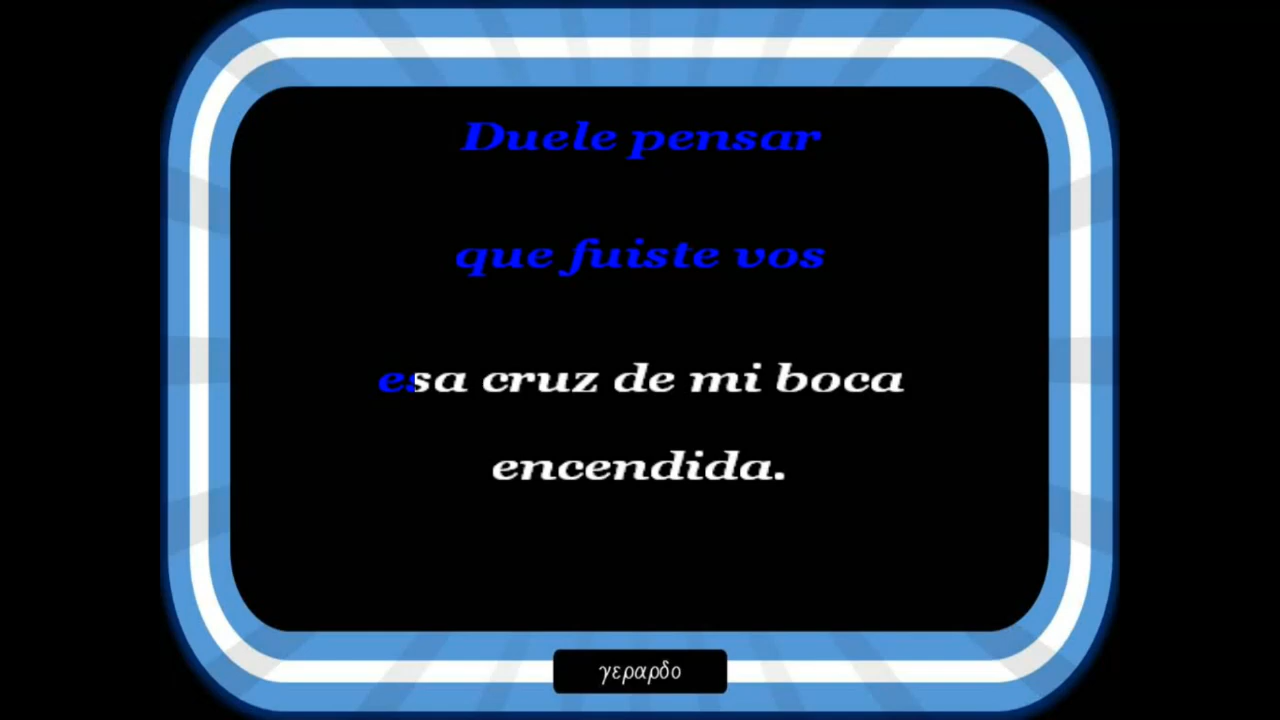 Duele pensar
que fuiste vos
esa cruz de mi boca
encendida.
γεραρδο